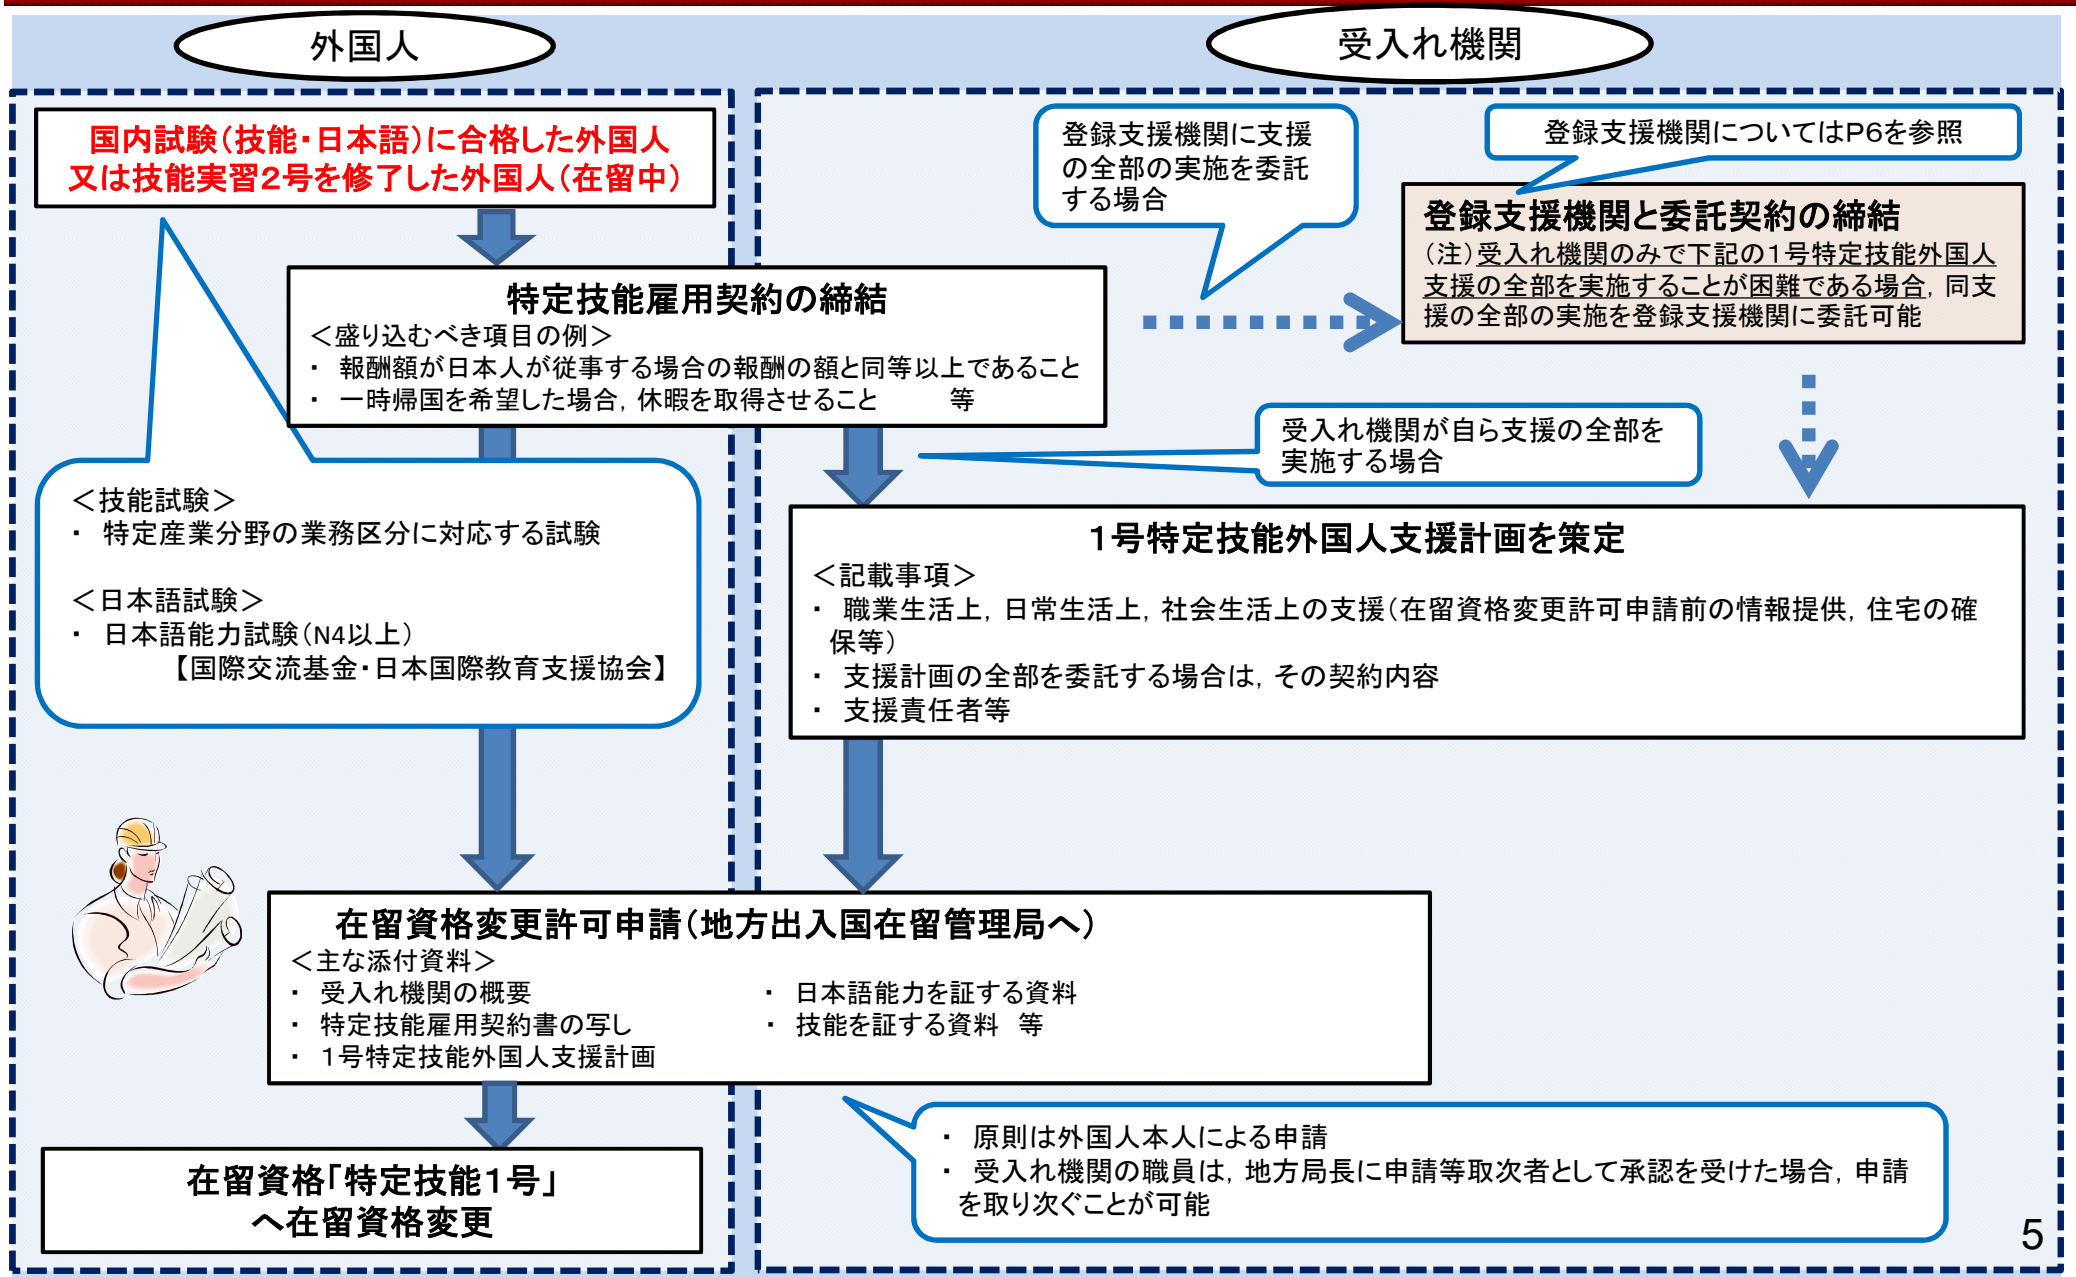 外国人
受入れ機関
国内試験（技能・日本語）に合格した外国人
又は技能実習２号を修了した外国人（在留中）
登録支援機関に支援
の全部の実施を委託
する場合
登録支援機関についてはＰ６を参照
登録支援機関と委託契約の締結
（注）受入れ機関のみで下記の１号特定技能外国人
支援の全部を実施することが困難である場合，同支
援の全部の実施を登録支援機関に委託可能
特定技能雇用契約の締結
＜盛り込むべき項目の例＞
・ 報酬額が日本人が従事する場合の報酬の額と同等以上であること
・ 一時帰国を希望した場合，休暇を取得させること　　等
受入れ機関が自ら支援の全部を
実施する場合
＜技能試験＞
・ 特定産業分野の業務区分に対応する試験
＜日本語試験＞
・ 日本語能力試験（N4以上）
【国際交流基金・日本国際教育支援協会】
１号特定技能外国人支援計画を策定
＜記載事項＞
・ 職業生活上，日常生活上，社会生活上の支援（在留資格変更許可申請前の情報提供，住宅の確
保等）
・ 支援計画の全部を委託する場合は，その契約内容
・ 支援責任者等
在留資格変更許可申請（地方出入国在留管理局へ）
＜主な添付資料＞
・ 受入れ機関の概要
・ 特定技能雇用契約書の写し
・ １号特定技能外国人支援計画
・ 日本語能力を証する資料
・ 技能を証する資料　等
・ 原則は外国人本人による申請
・ 受入れ機関の職員は，地方局長に申請等取次者として承認を受けた場合，申請
を取り次ぐことが可能
在留資格「特定技能１号」
へ在留資格変更
5